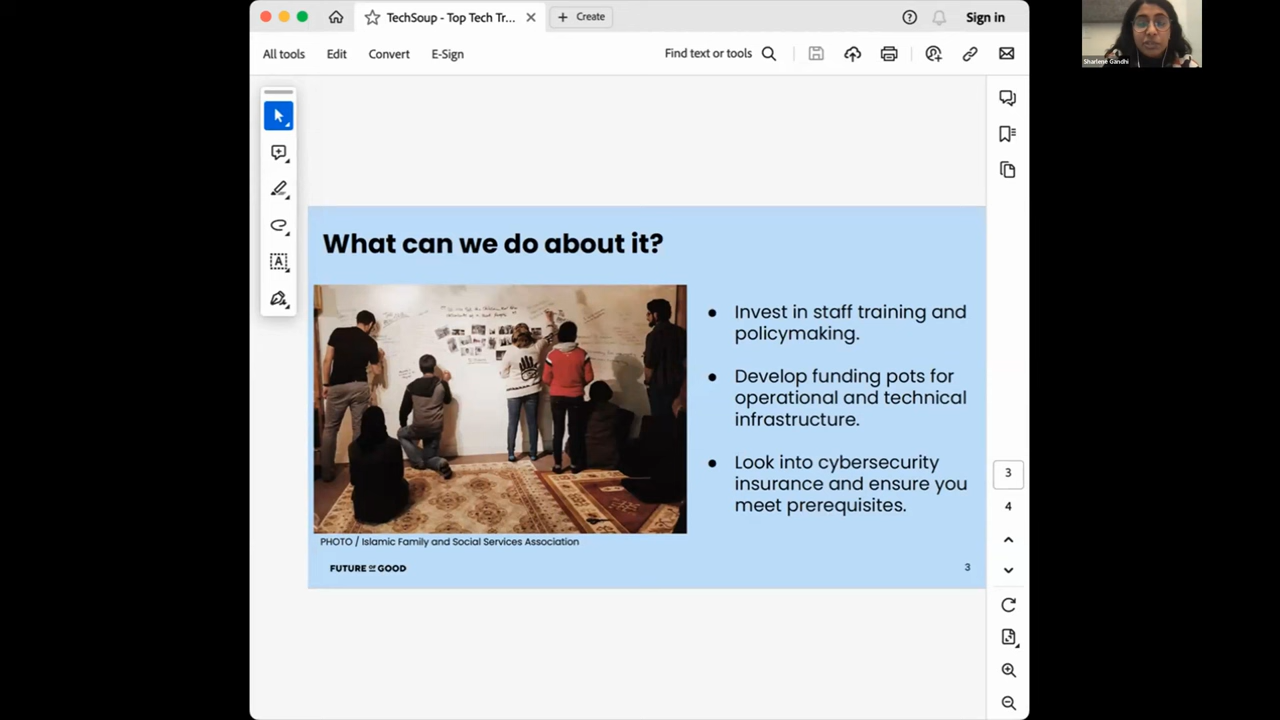 TechSoup - Top Tech Tr...
Create
Sign in
Sharlene Gandhi
All tools
Edit
Convert
E-Sign
Find text or tools
What can we do about it?
● Invest in staff training and
policymaking.
● Develop funding pots for
operational and technical
infrastructure.
● Look into cybersecurity
insurance and ensure you
meet prerequisites.
3
4
PHOTO / Islamic Family and Social Services Association
FUTURE OF GOOD
3